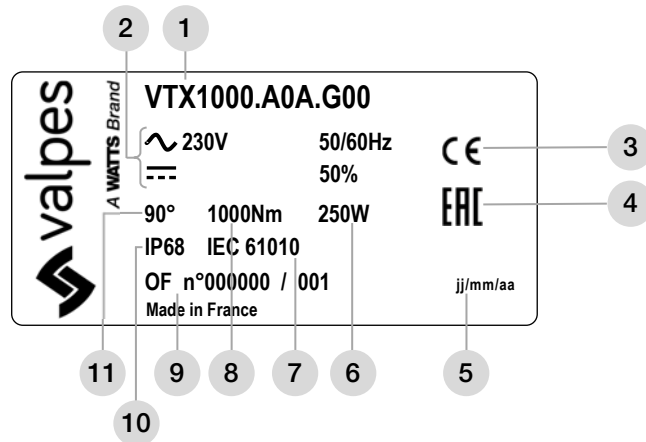 2 1
VTX1000.A0A.G00
valpes
A WATTS Brand
230V 50/60Hz
50%
CE 3
EAC 4
90° 1000Nm 250W
IP68 IEC 61010
OF n°000000 / 001 jj/mm/aa
Made in France
11 9 8 7 6 5
10